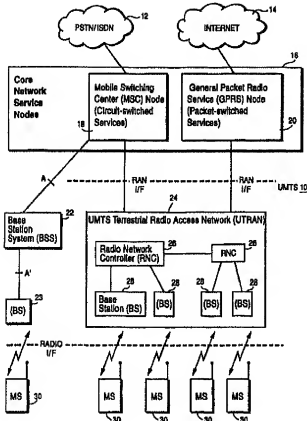 12
14
PSTN/ISDN
INTERNET
16
Core
Network
Service
Nodes
Mobile Switching
Center (MSC) Node
(Circuit-switched
Services)
18
General Packet Radio
Service (GPRS) Node
(Packet-switched
Services)
20
A
RAN
I/F
RAN
I/F
UMTS 10
22
24
Base
Station
System (BSS)
UMTS Terrestrial Radio Access Network (UTRAN)
26
26
Radio Network
Controller (RNC)
RNC
A'
23
28
28
28
28
(BS)
Base Station (BS)
(BS)
(BS)
(BS)
RADIO
I/F
MS
MS
MS
MS
MS
30
30
30
30
30